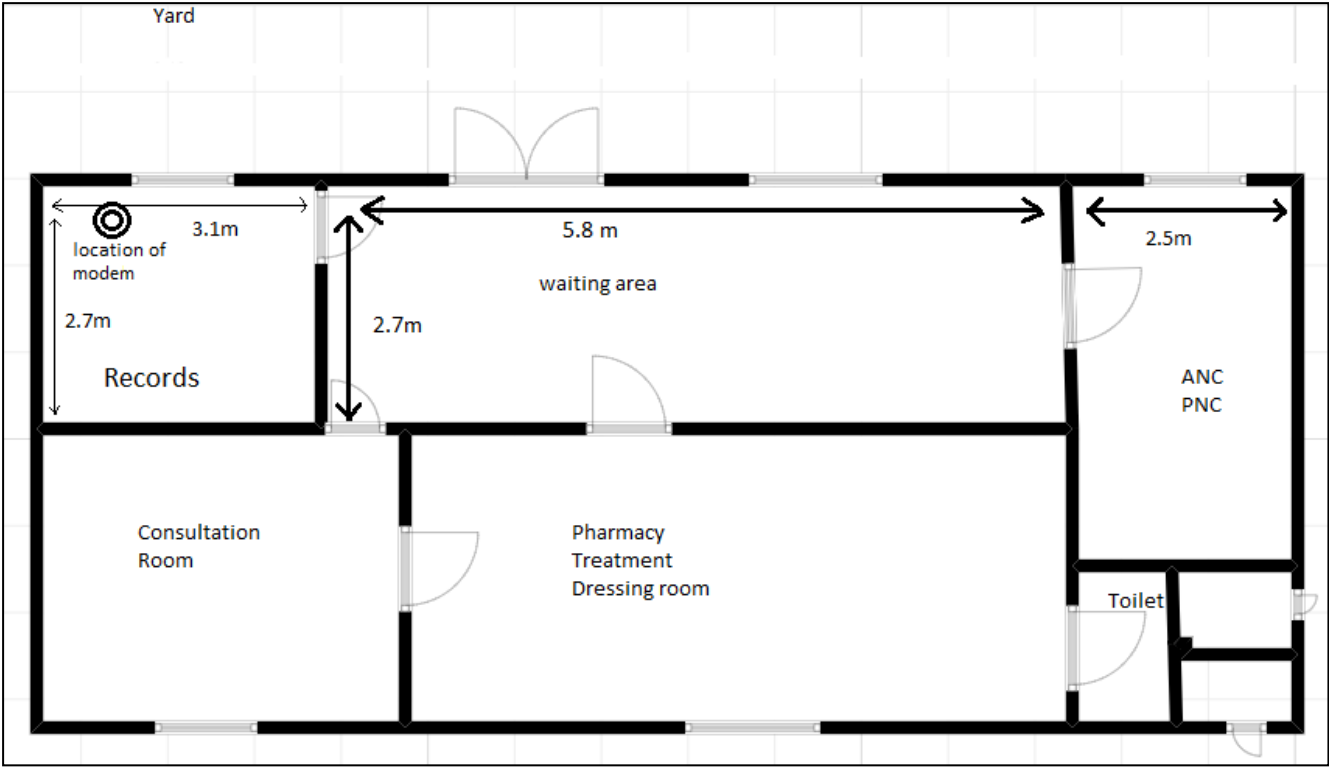 Yard
3.1m
5.8 m
2.5m
location of
modem
waiting area
2.7m
2.7m
Records
ANC
PNC
Consultation
Room
Pharmacy
Treatment
Dressing room
Toilet